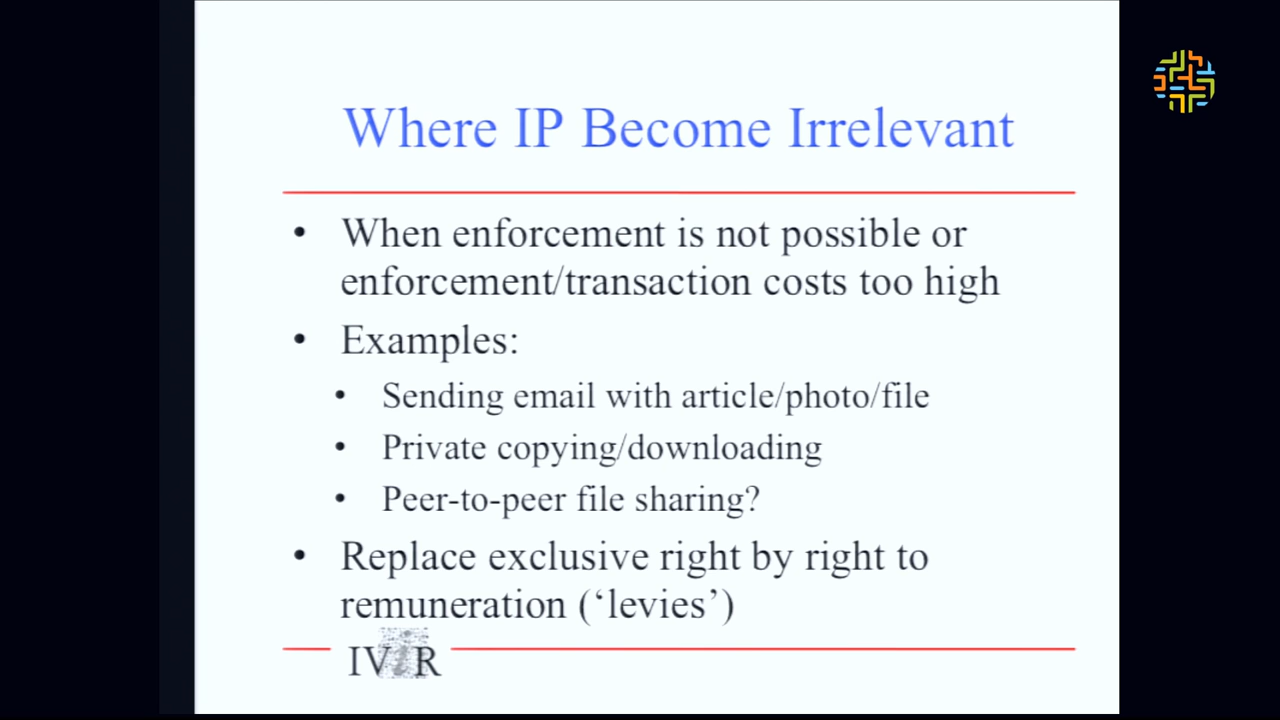 Where IP Become Irrelevant
• When enforcement is not possible or
enforcement/transaction costs too high
• Examples:
• Sending email with article/photo/file
• Private copying/downloading
• Peer-to-peer file sharing?
• Replace exclusive right by right to
remuneration (‘levies’)
IViR